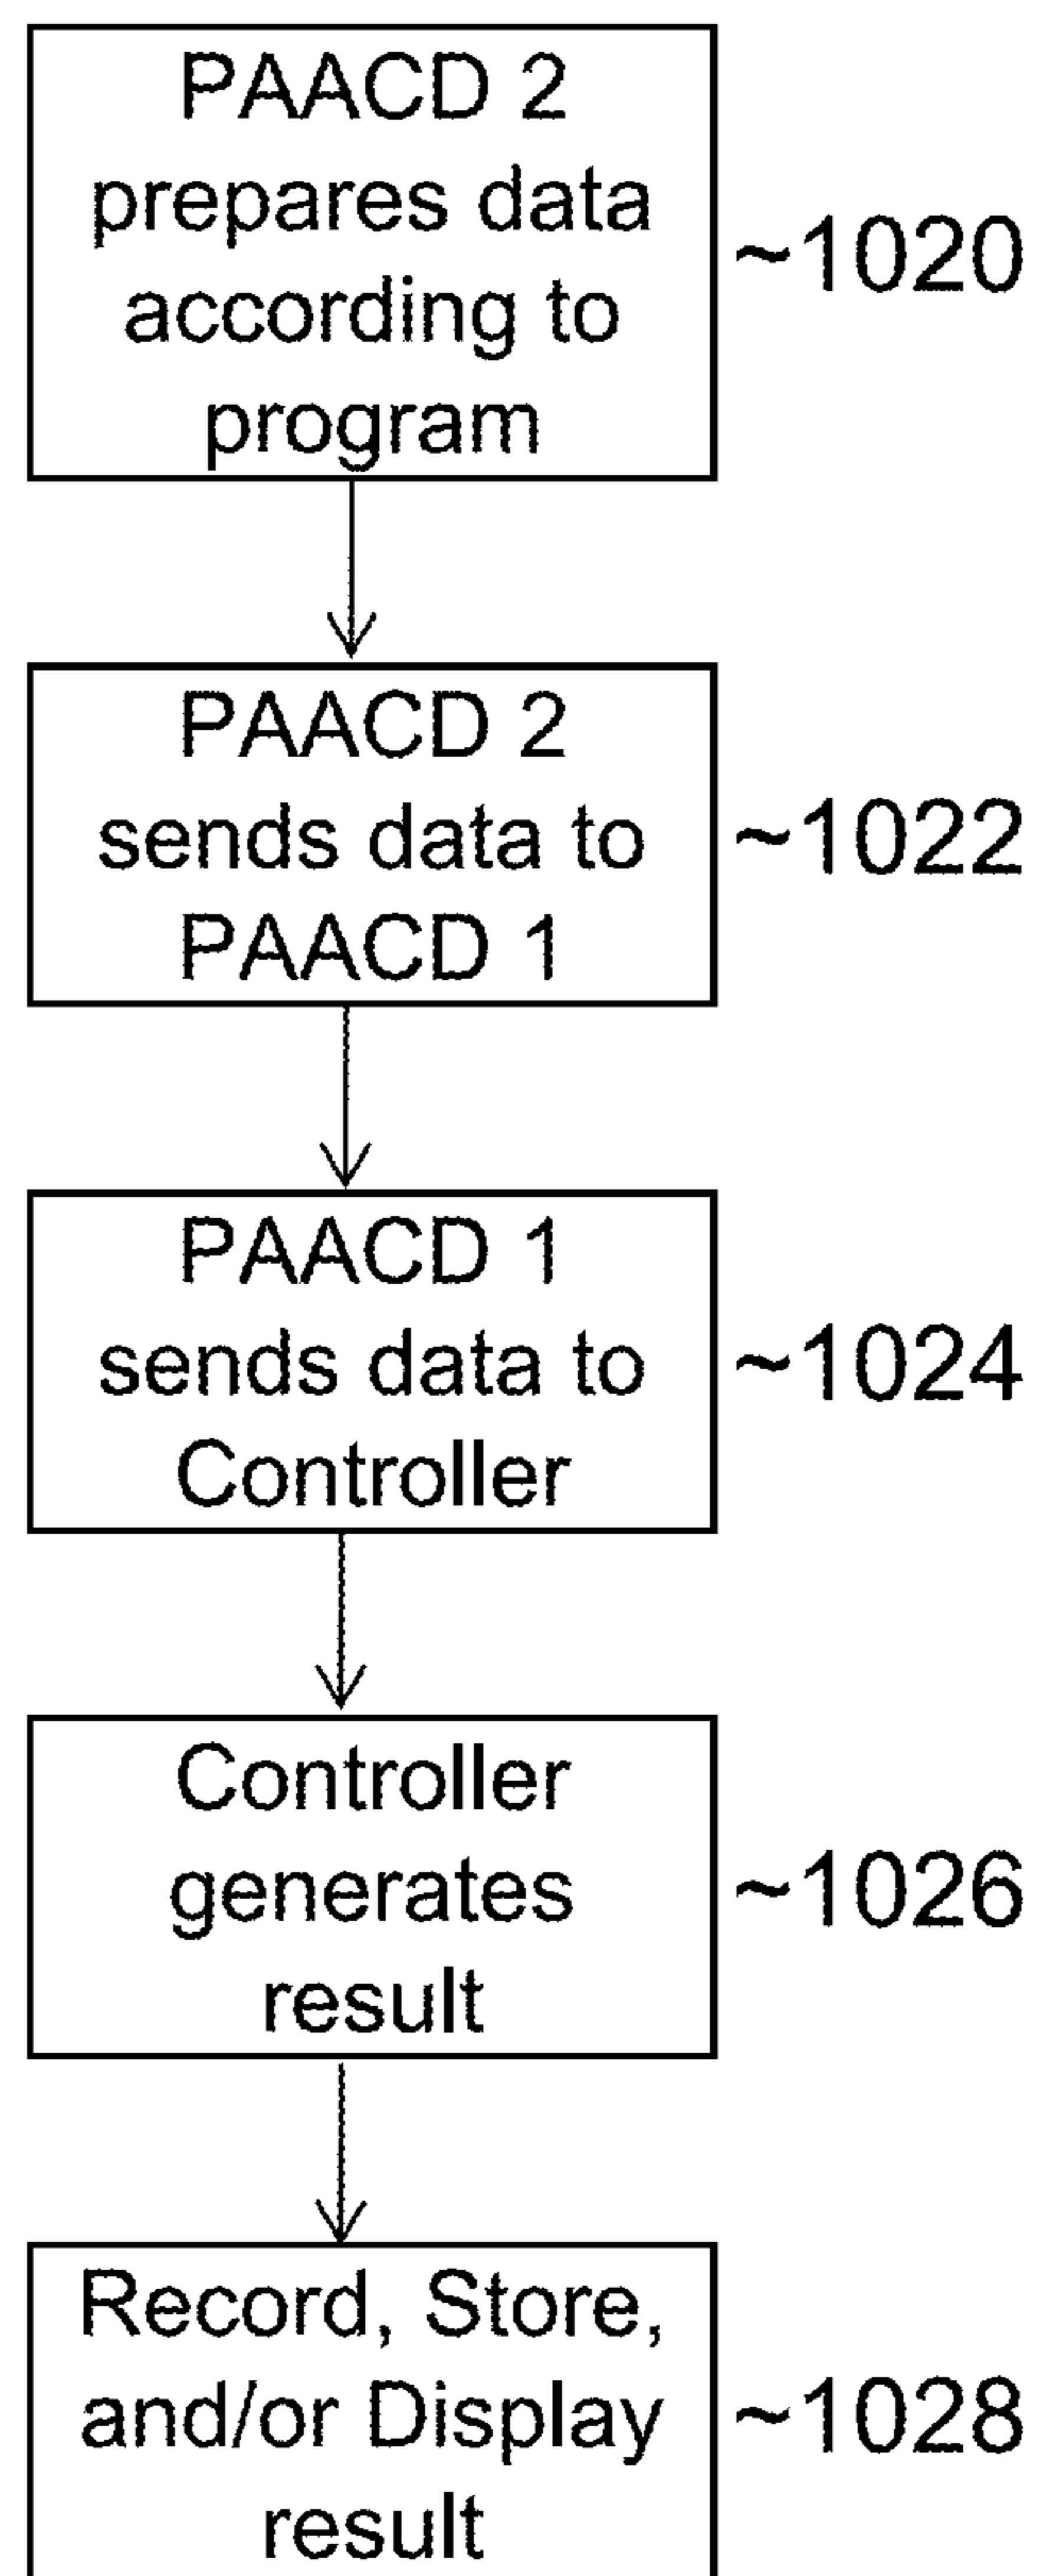 PAACD 2
prepares data
according to
program
~1020
PAACD 2
sends data to
PAACD 1
~1022
PAACD 1
sends data to
Controller
~1024
Controller
generates
result
~1026
Record, Store,
and/or Display
result
~1028